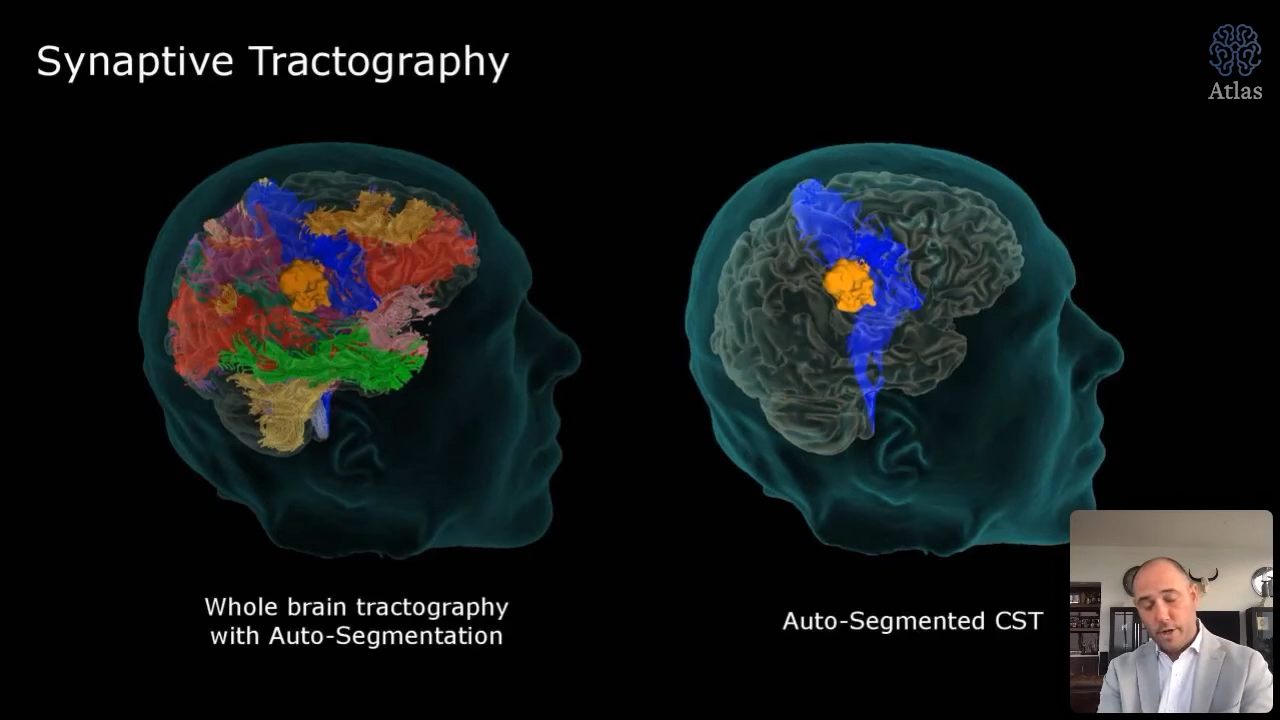 Synaptive Tractography
Atlas
Whole brain tractography
with Auto-Segmentation
Auto-Segmented CST